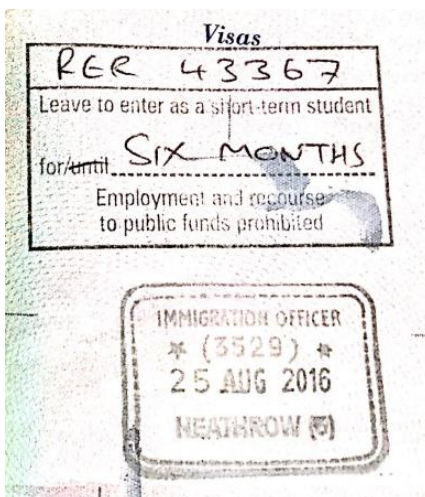 Visas
RER 43367
Leave to enter as a short-term student
for/until SIX MONTHS
Employment and recourse
to public funds prohibited
IMMIGRATION OFFICER
* (3529) *
25 AUG 2016
HEATHROW (5)